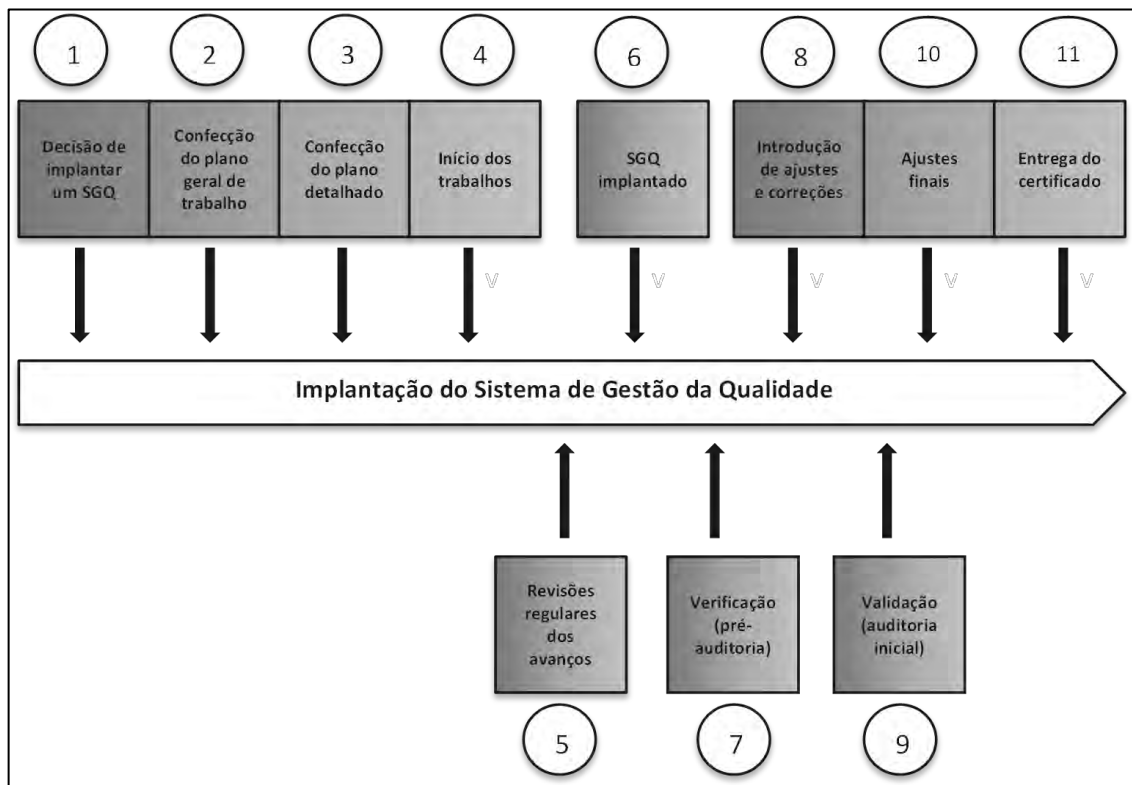 1
2
3
4
6
8
10
11
Decisão de
implantar
um SGQ
Confecção
do plano
geral de
trabalho
Confecção
do plano
detalhado
Início dos
trabalhos
SGQ
implantado
Introdução
de ajustes
e correções
Ajustes
finais
Entrega do
certificado
V
V
V
V
V
Implantação do Sistema de Gestão da Qualidade
Revisões
regulares
dos
avanços
Verificação
(pré-
auditoria)
Validação
(auditoria
inicial)
5
7
9